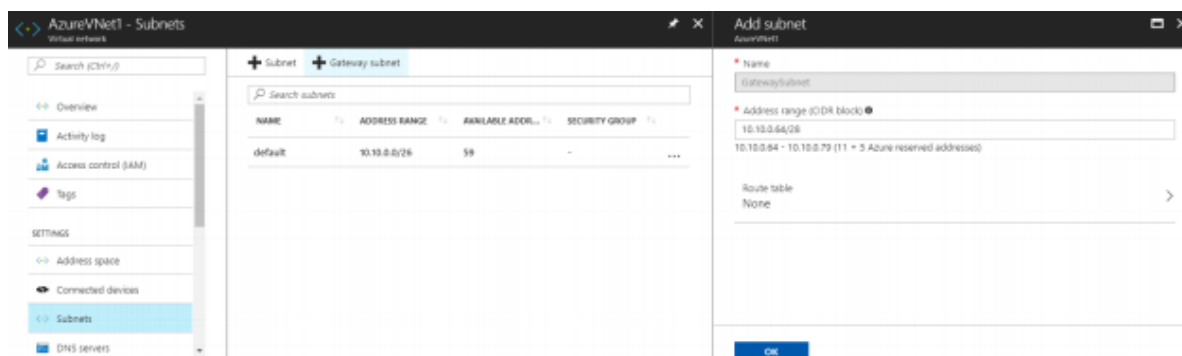 AzureVNet1 - Subnets
Virtual network
Search (Ctrl+/)
Overview
Activity log
Access control (IAM)
Tags
SETTINGS
Address space
Connected devices
Subnets
DNS servers
Subnet
Gateway subnet
Search subnets
NAME ADDRESS RANGE AVAILABLE ADDR... SECURITY GROUP
default 10.10.0.0/26 59 - ...
Add subnet
AzureVNet1
* Name
GatewaySubnet
* Address range (CIDR block)
10.10.0.64/28
10.10.0.64 - 10.10.0.79 (11 + 5 Azure reserved addresses)
Route table
None
OK